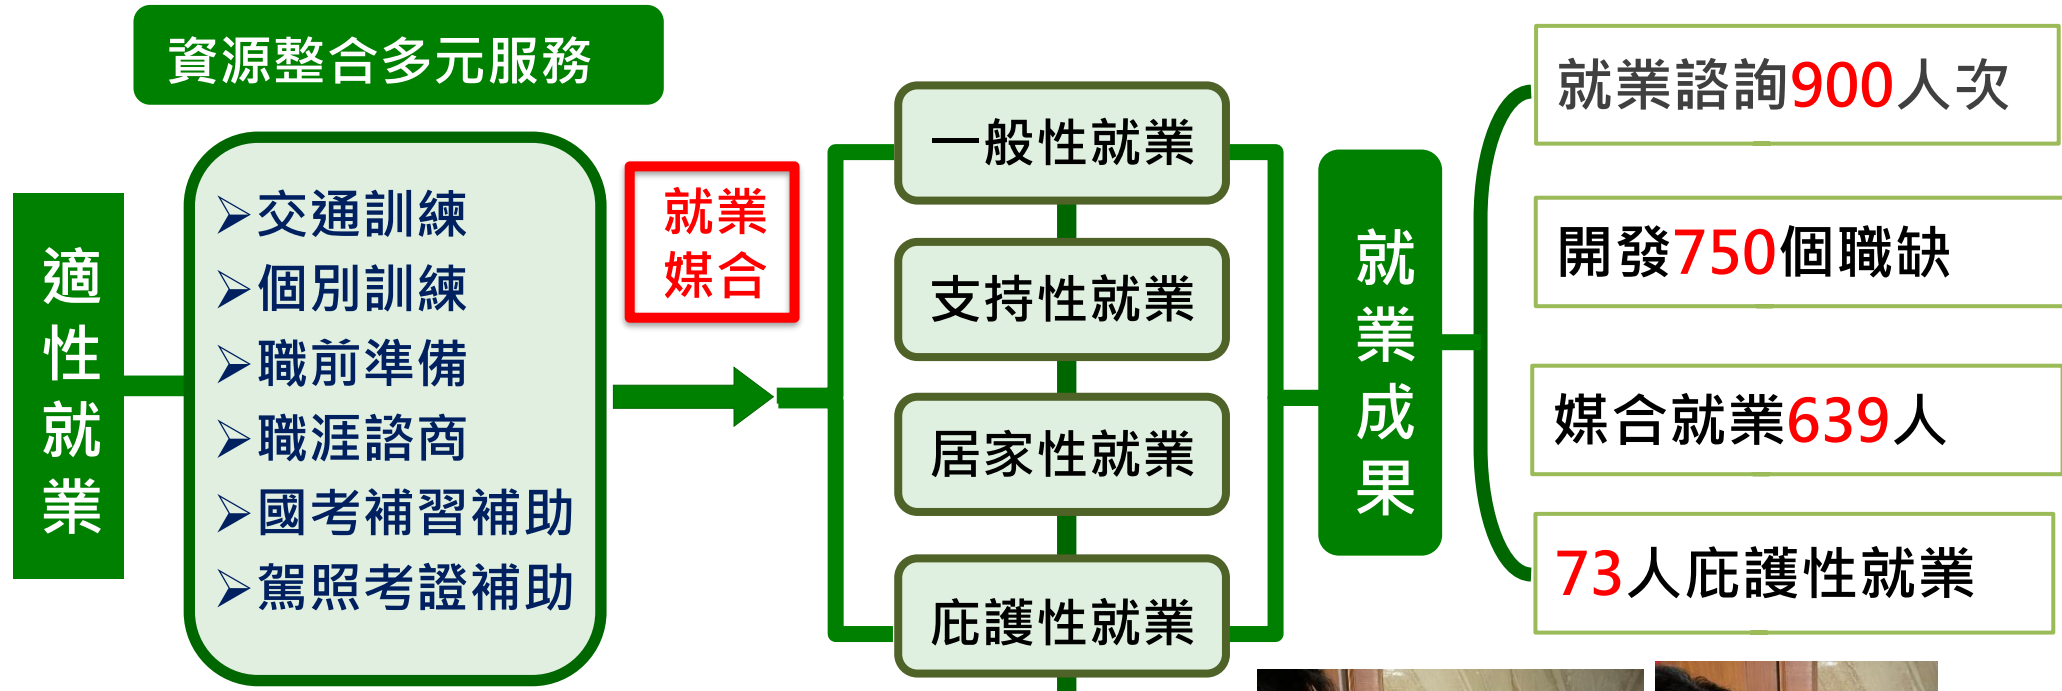 資源整合多元服務
適性就業
➢交通訓練
➢個別訓練
➢職前準備
➢職涯諮商
➢國考補習補助
➢駕照考證補助
就業
媒合
一般性就業
支持性就業
居家性就業
庇護性就業
就業成果
就業諮詢900人次
開發750個職缺
媒合就業639人
73人庇護性就業